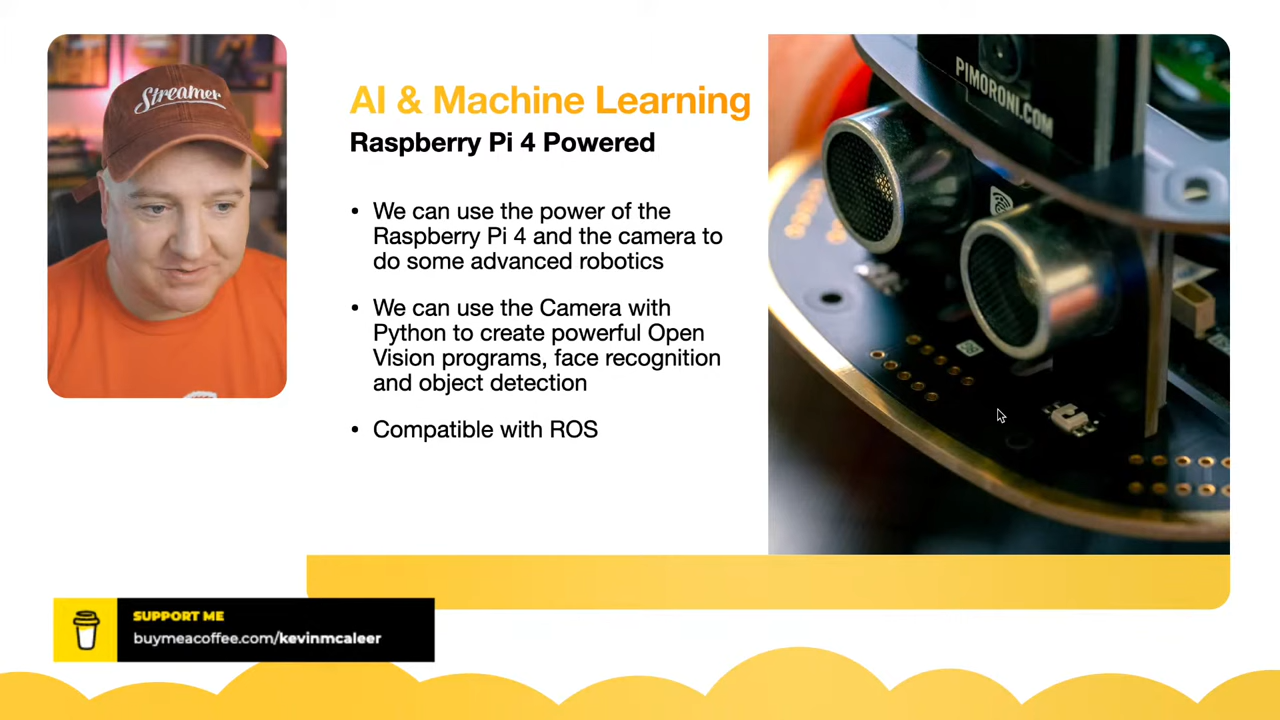 Streamer
AI & Machine Learning
Raspberry Pi 4 Powered
• We can use the power of the
Raspberry Pi 4 and the camera to
do some advanced robotics
• We can use the Camera with
Python to create powerful Open
Vision programs, face recognition
and object detection
• Compatible with ROS
PIMORONI.COM
SUPPORT ME
buymeacoffee.com/kevinmcaleer